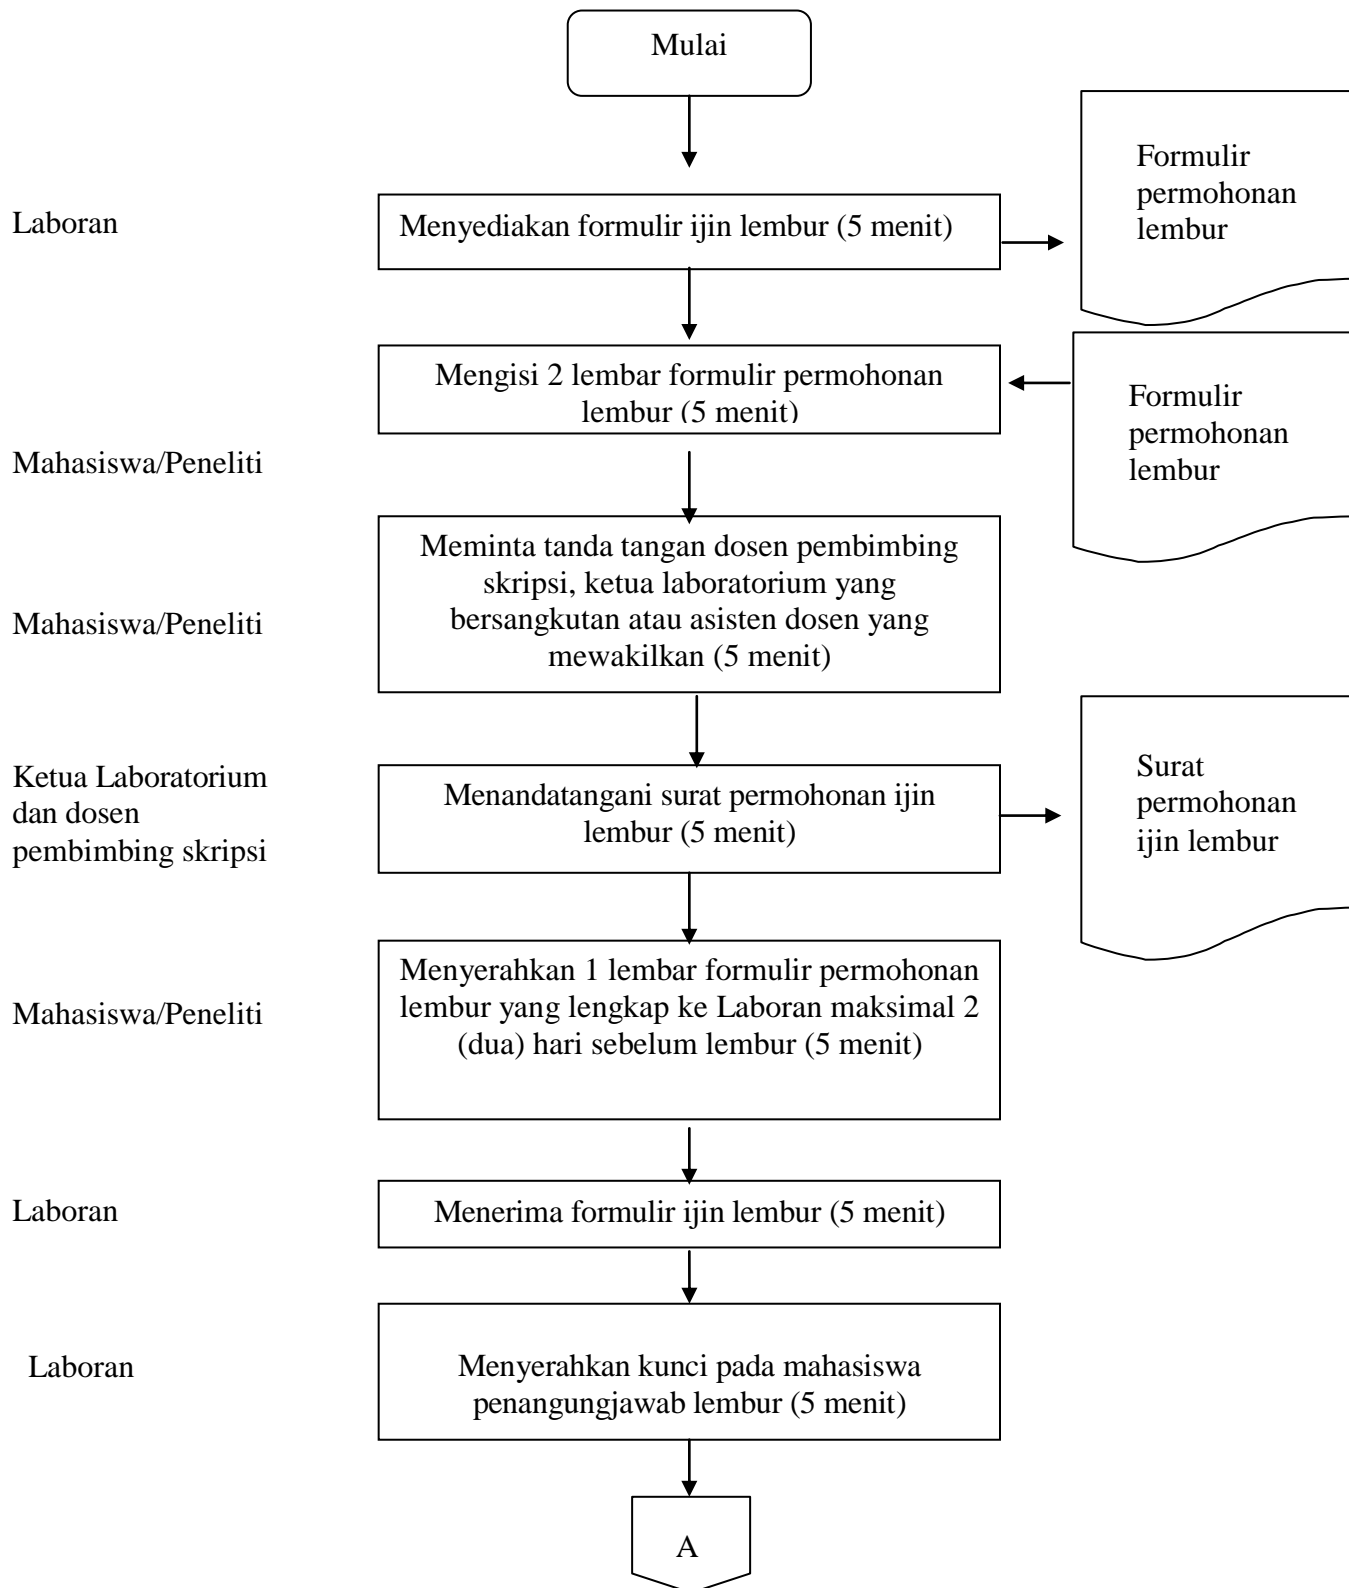 Mulai
Formulir
permohonan
lembur
Laboran
Menyediakan formulir ijin lembur (5 menit)
Mengisi 2 lembar formulir permohonan
lembur (5 menit)
Formulir
permohonan
lembur
Mahasiswa/Peneliti
Meminta tanda tangan dosen pembimbing
skripsi, ketua laboratorium yang
bersangkutan atau asisten dosen yang
mewakilkan (5 menit)
Mahasiswa/Peneliti
Ketua Laboratorium
dan dosen
pembimbing skripsi
Menandatangani surat permohonan ijin
lembur (5 menit)
Surat
permohonan
ijin lembur
Mahasiswa/Peneliti
Menyerahkan 1 lembar formulir permohonan
lembur yang lengkap ke Laboran maksimal 2
(dua) hari sebelum lembur (5 menit)
Laboran
Menerima formulir ijin lembur (5 menit)
Laboran
Menyerahkan kunci pada mahasiswa
penangungjawab lembur (5 menit)
A